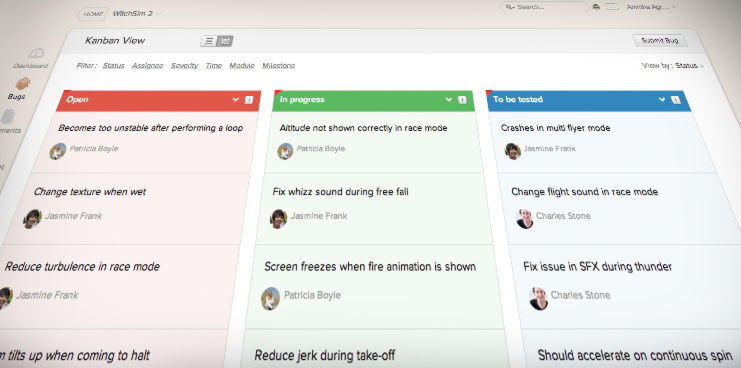 HOME WitchSim 2
Search...
Kanban View
Submit Bug
Dashboard
Bugs
Filter: Status Assignee Severity Time Module Milestone
View by: Status
Open
In progress
To be tested
Becomes too unstable after performing a loop
Patricia Boyle
Altitude not shown correctly in race mode
Patricia Boyle
Crashes in multi flyer mode
Jasmine Frank
Change texture when wet
Jasmine Frank
Fix whizz sound during free fall
Jasmine Frank
Change flight sound in race mode
Charles Stone
Reduce turbulence in race mode
Jasmine Frank
Screen freezes when fire animation is shown
Patricia Boyle
Fix issue in SFX during thunder
Charles Stone
tilts up when coming to halt
Reduce jerk during take-off
Should accelerate on continuous spin